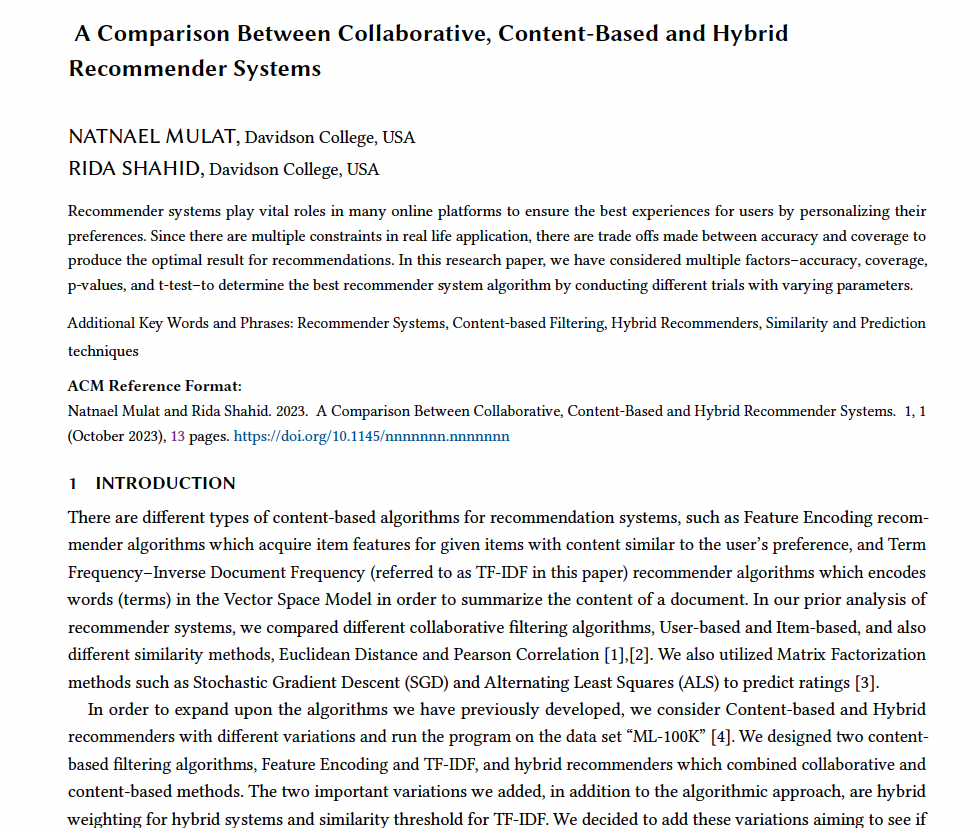 A Comparison Between Collaborative, Content-Based and Hybrid
Recommender Systems
NATNAEL MULAT, Davidson College, USA
RIDA SHAHID, Davidson College, USA
Recommender systems play vital roles in many online platforms to ensure the best experiences for users by personalizing their
preferences. Since there are multiple constraints in real life application, there are trade offs made between accuracy and coverage to
produce the optimal result for recommendations. In this research paper, we have considered multiple factors–accuracy, coverage,
p-values, and t-test–to determine the best recommender system algorithm by conducting different trials with varying parameters.
Additional Key Words and Phrases: Recommender Systems, Content-based Filtering, Hybrid Recommenders, Similarity and Prediction
techniques
ACM Reference Format:
Natnael Mulat and Rida Shahid. 2023. A Comparison Between Collaborative, Content-Based and Hybrid Recommender Systems. 1, 1
(October 2023), 13 pages. https://doi.org/10.1145/nnnnnnn.nnnnnnn
1 INTRODUCTION
There are different types of content-based algorithms for recommendation systems, such as Feature Encoding recom-
mender algorithms which acquire item features for given items with content similar to the user's preference, and Term
Frequency–Inverse Document Frequency (referred to as TF-IDF in this paper) recommender algorithms which encodes
words (terms) in the Vector Space Model in order to summarize the content of a document. In our prior analysis of
recommender systems, we compared different collaborative filtering algorithms, User-based and Item-based, and also
different similarity methods, Euclidean Distance and Pearson Correlation [1],[2]. We also utilized Matrix Factorization
methods such as Stochastic Gradient Descent (SGD) and Alternating Least Squares (ALS) to predict ratings [3].
In order to expand upon the algorithms we have previously developed, we consider Content-based and Hybrid
recommenders with different variations and run the program on the data set “ML-100K” [4]. We designed two content-
based filtering algorithms, Feature Encoding and TF-IDF, and hybrid recommenders which combined collaborative and
content-based methods. The two important variations we added, in addition to the algorithmic approach, are hybrid
weighting for hybrid systems and similarity threshold for TF-IDF. We decided to add these variations aiming to see if